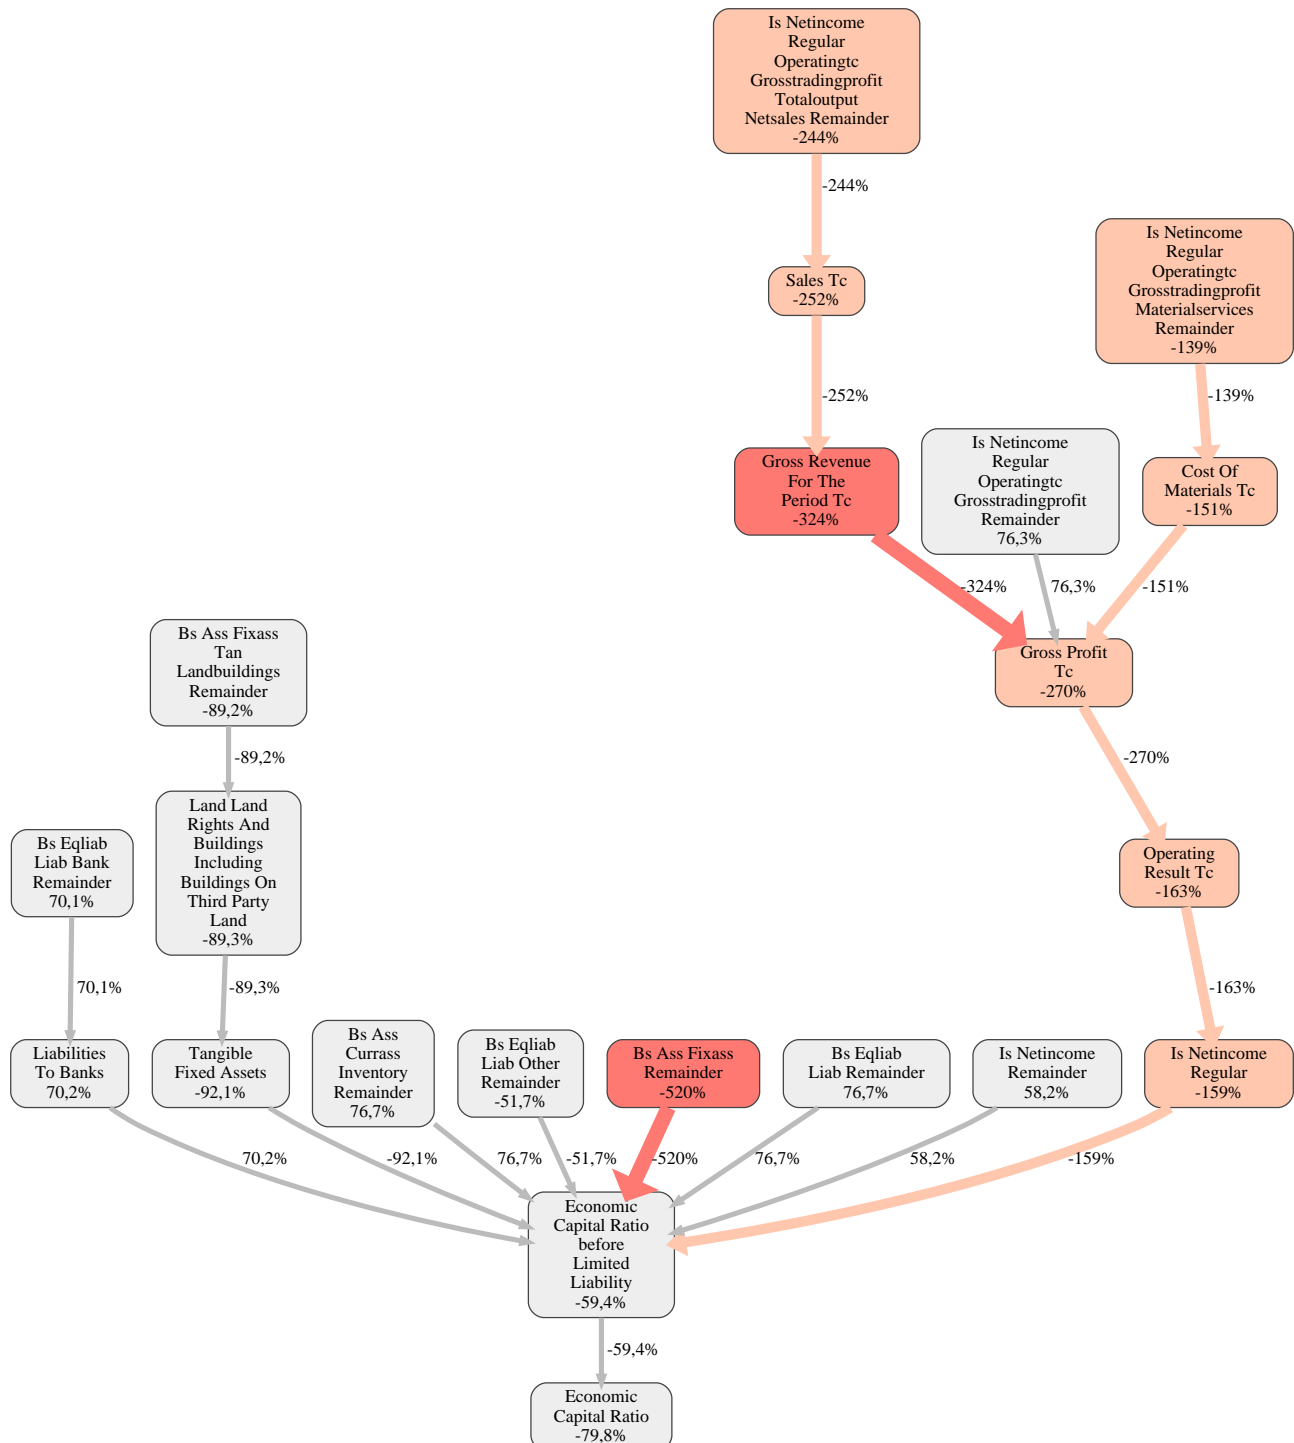 Is Netincome
Regular
Operatingtc
Grosstradingprofit
Totaloutput
Netsales Remainder
-244%
-244%
Sales Tc
-252%
Is Netincome
Regular
Operatingtc
Grosstradingprofit
Materialservices
Remainder
-139%
-252%
-139%
Gross Revenue
For The
Period Tc
-324%
Is Netincome
Regular
Operatingtc
Grosstradingprofit
Remainder
76,3%
Cost Of
Materials Tc
-151%
-324%
76,3%
-151%
Bs Ass Fixass
Tan
Landbuildings
Remainder
-89,2%
Gross Profit
Tc
-270%
-89,2%
-270%
Bs Eqliab
Liab Bank
Remainder
70,1%
Land Land
Rights And
Buildings
Including
Buildings On
Third Party
Land
-89,3%
Operating
Result Tc
-163%
70,1%
-89,3%
-163%
Liabilities
To Banks
70,2%
Tangible
Fixed Assets
-92,1%
Bs Ass
Currass
Inventory
Remainder
76,7%
Bs Eqliab
Liab Other
Remainder
-51,7%
Bs Ass Fixass
Remainder
-520%
Bs Eqliab
Liab Remainder
76,7%
Is Netincome
Remainder
58,2%
Is Netincome
Regular
-159%
70,2%
-92,1%
76,7%
-51,7%
-520%
76,7%
58,2%
-159%
Economic
Capital Ratio
before
Limited
Liability
-59,4%
-59,4%
Economic
Capital Ratio
-79,8%